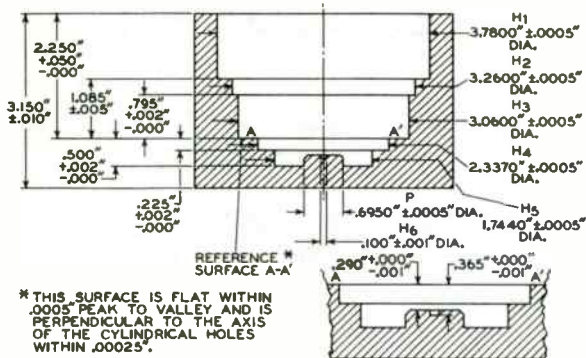 2.250"
+.050"
-.000"
3.150"
±.010"
1.085"
±.005"
.795"
+.002"
-.000"
.500"
+.002"
-.000"
.225"
+.002"
-.000"
A
A'
H1
3.7800"±.0005"
DIA.
H2
3.2600"±.0005"
DIA.
H3
3.0600"±.0005"
DIA.
H4
2.3370"±.0005"
DIA.
H5
1.7440"±.0005"
DIA.
P
.6950"±.0005"DIA.
H6
.100"±.001"DIA.
REFERENCE *
SURFACE A-A'
.290"+.000"
-.001"
.365"+.000"
-.001"
A
A'
* THIS SURFACE IS FLAT WITHIN
.0005" PEAK TO VALLEY AND IS
PERPENDICULAR TO THE AXIS
OF THE CYLINDRICAL HOLES
WITHIN .00025".